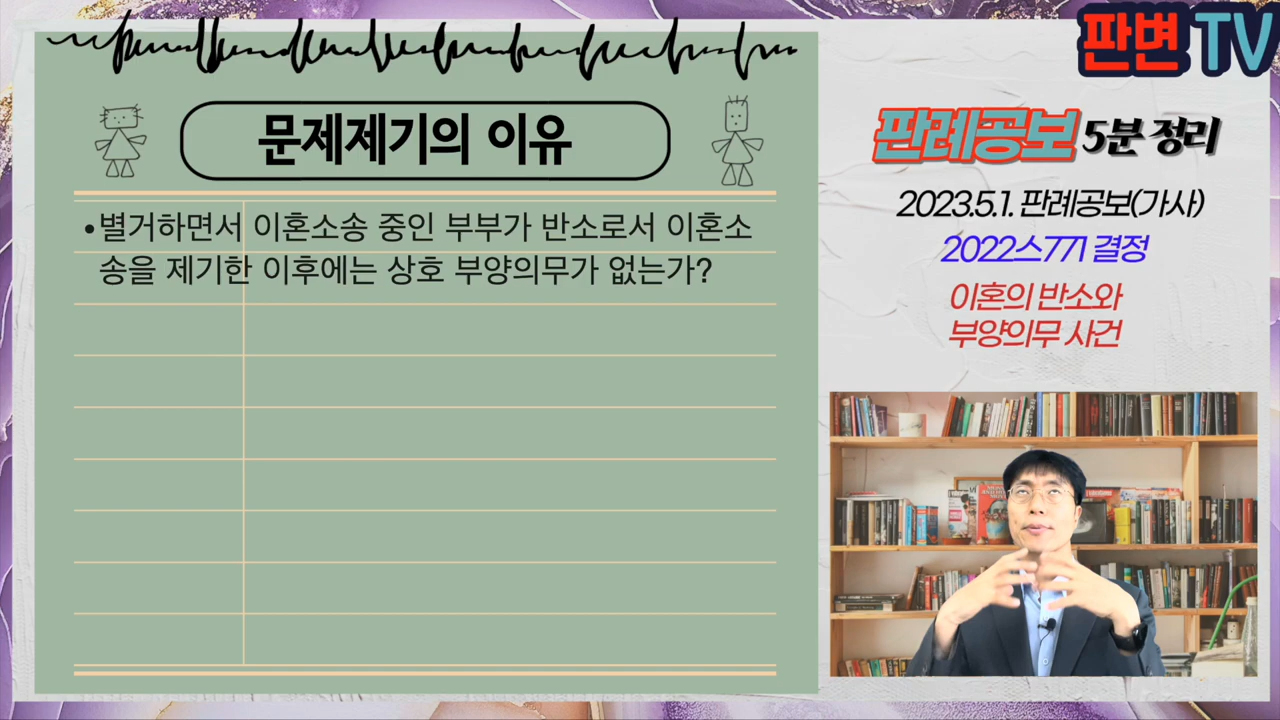 판변 TV
문제제기의 이유
•별거하면서 이혼소송 중인 부부가 반소로서 이혼소
송을 제기한 이후에는 상호 부양의무가 없는가?
판례공보 5분 정리
2023.5.1. 판례공보(가사)
2022스771 결정
이혼의 반소와
부양의무 사건